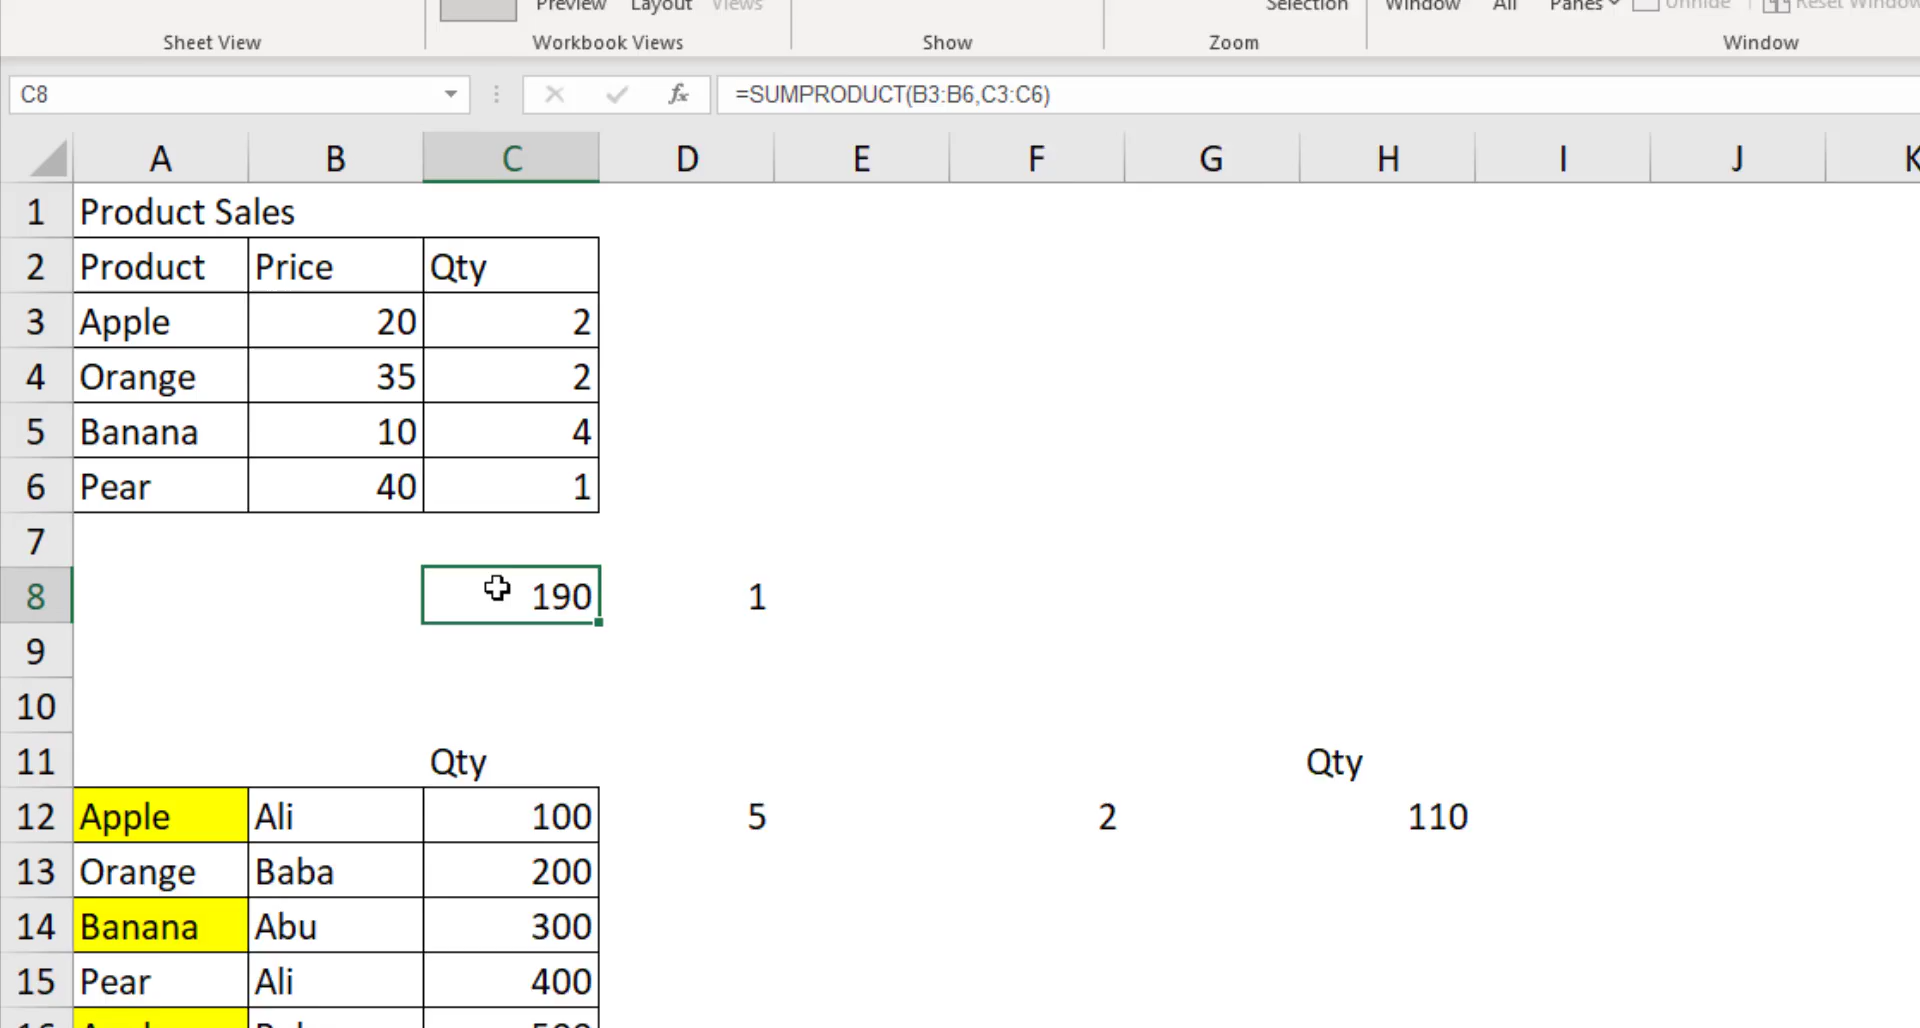 Preview Layout Views Selection Window All Panes Unhide Reset Window
Sheet View Workbook Views Show Zoom Window
C8 fx =SUMPRODUCT(B3:B6,C3:C6)
A B C D E F G H I J K
1 Product Sales
2 Product Price Qty
3 Apple 20 2
4 Orange 35 2
5 Banana 10 4
6 Pear 40 1
7
8 190 1
9
10
11 Qty Qty
12 Apple Ali 100 5 2 110
13 Orange Baba 200
14 Banana Abu 300
15 Pear Ali 400